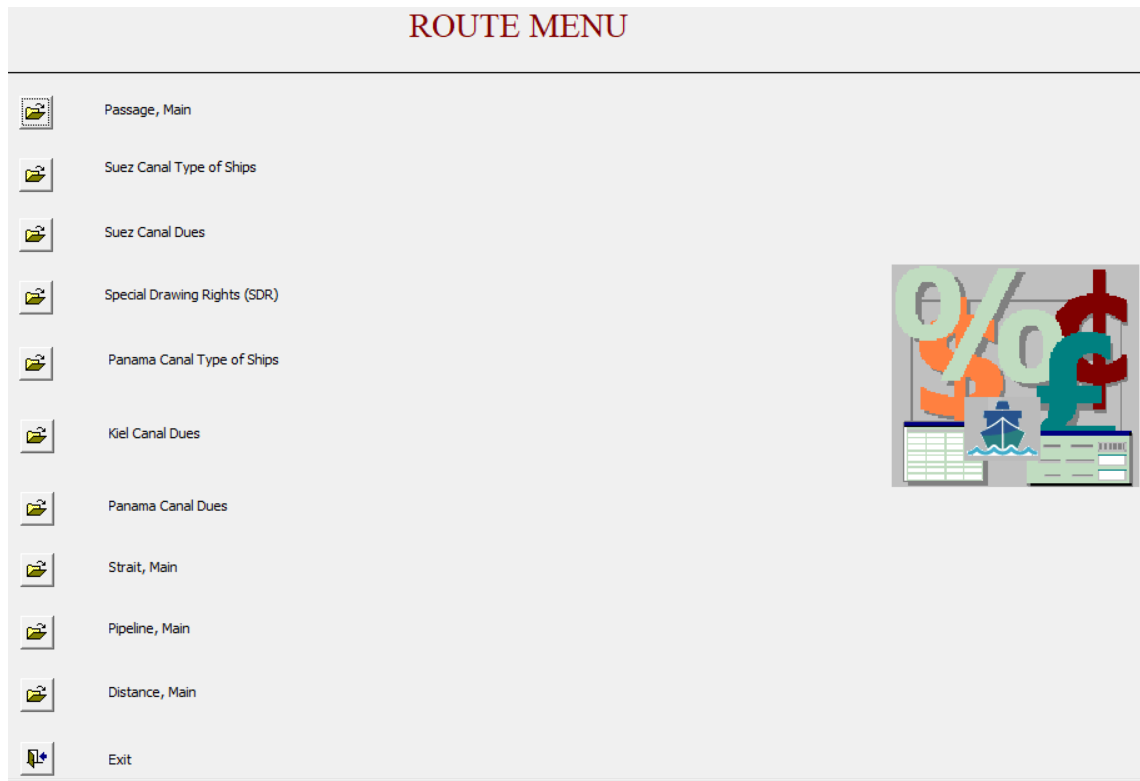 ROUTE MENU
Passage, Main
Suez Canal Type of Ships
Suez Canal Dues
Special Drawing Rights (SDR)
Panama Canal Type of Ships
Kiel Canal Dues
Panama Canal Dues
Strait, Main
Pipeline, Main
Distance, Main
Exit